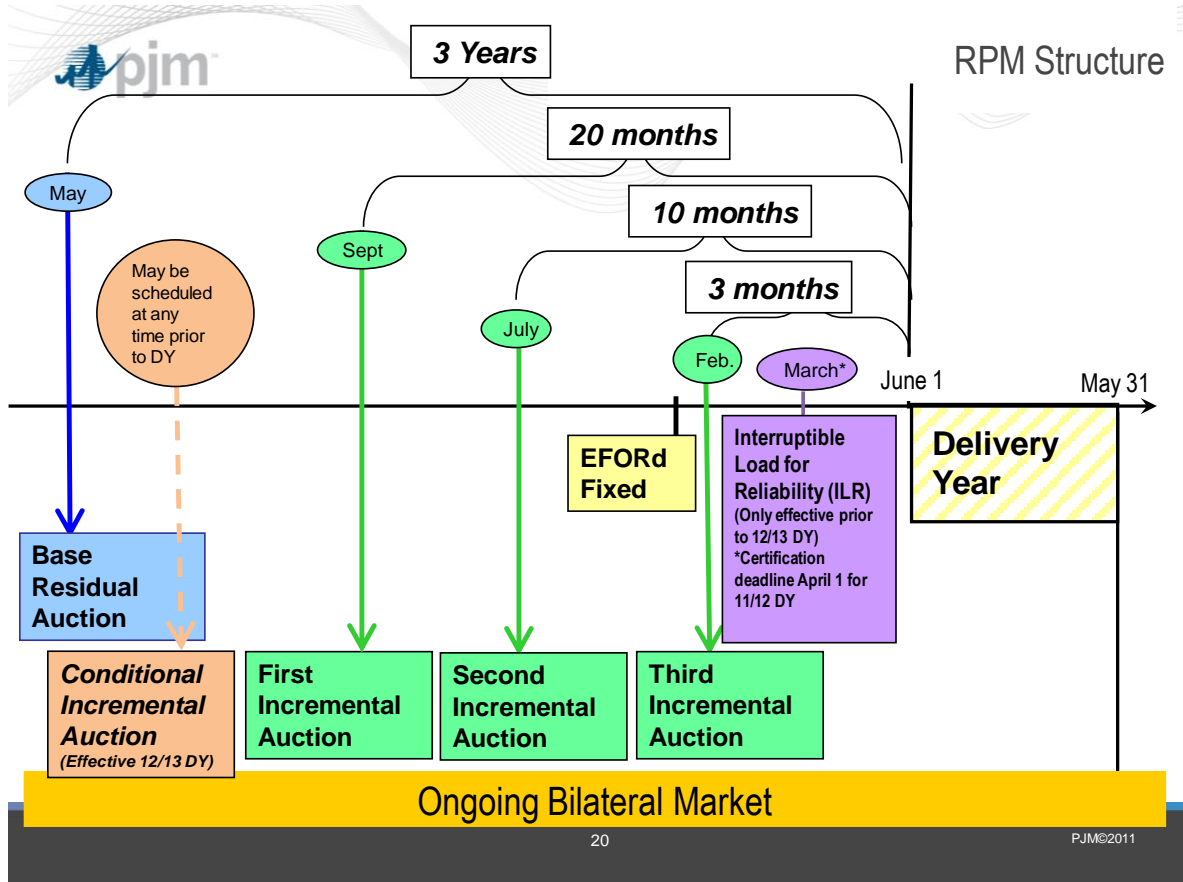 pjm
RPM Structure
3 Years
20 months
10 months
3 months
May
Sept
July
Feb.
March*
June 1
May 31
May be
scheduled
at any
time prior
to DY
EFORd
Fixed
Interruptible
Load for
Reliability (ILR)
(Only effective prior
to 12/13 DY)
*Certification
deadline April 1 for
11/12 DY
Delivery
Year
Base
Residual
Auction
Conditional
Incremental
Auction
(Effective 12/13 DY)
First
Incremental
Auction
Second
Incremental
Auction
Third
Incremental
Auction
Ongoing Bilateral Market
20
PJM©2011